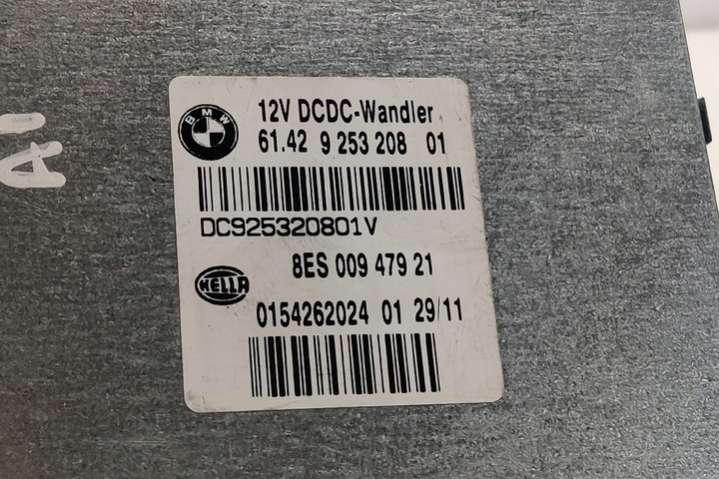 BMW
12V DCDC-Wandler
61.42 9 253 208 01
DC925320801V
8ES 009 479 21
HELLA
0154262024 01 29/11